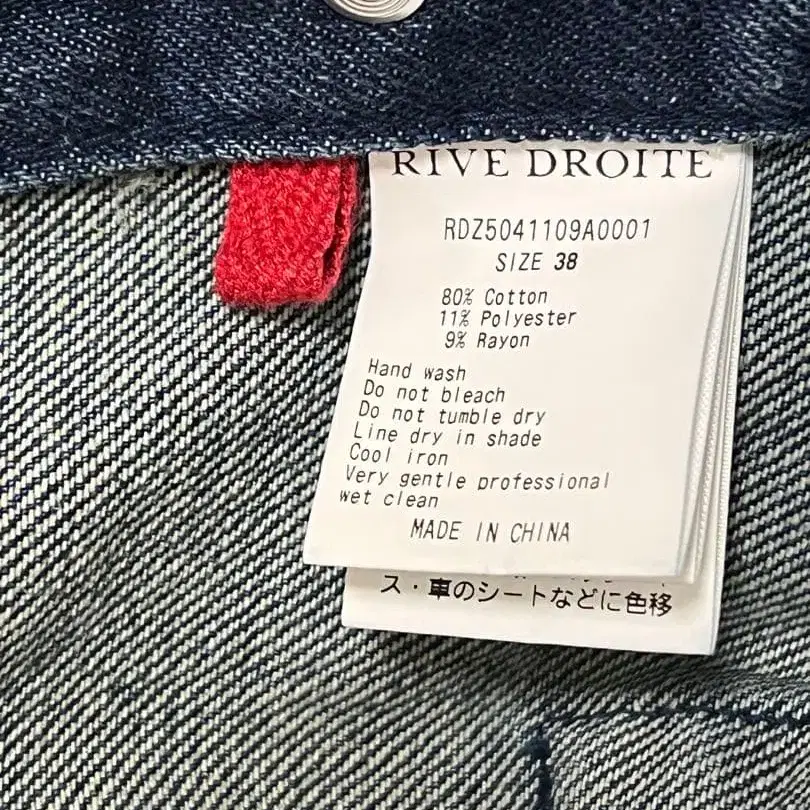 RIVE DROITE
RDZ5041109A0001
SIZE 38
80% Cotton
11% Polyester
9% Rayon
Hand wash
Do not bleach
Do not tumble dry
Line dry in shade
Cool iron
Very gentle professional
wet clean
MADE IN CHINA
ス・車のシートなどに色移